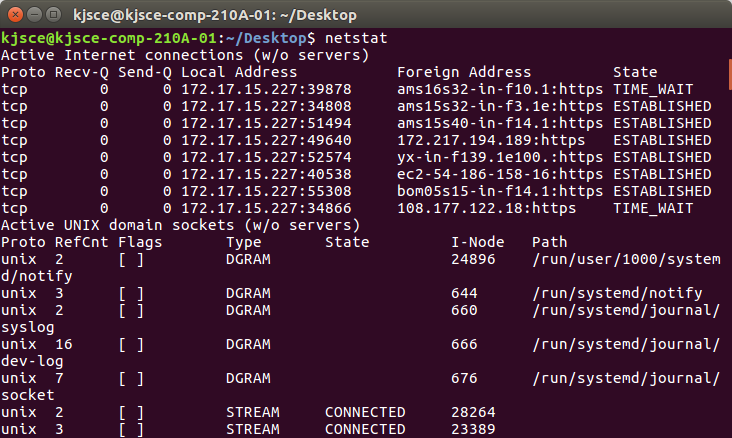 kjsce@kjsce-comp-210A-01: ~/Desktop
kjsce@kjsce-comp-210A-01:~/Desktop$ netstat
Active Internet connections (w/o servers)
Proto Recv-Q Send-Q Local Address           Foreign Address         State
tcp        0      0 172.17.15.227:39878     ams16s32-in-f10.1:https TIME_WAIT
tcp        0      0 172.17.15.227:34808     ams15s32-in-f3.1e:https ESTABLISHED
tcp        0      0 172.17.15.227:51494     ams15s40-in-f14.1:https ESTABLISHED
tcp        0      0 172.17.15.227:49640     172.217.194.189:https   ESTABLISHED
tcp        0      0 172.17.15.227:52574     yx-in-f139.1e100.:https ESTABLISHED
tcp        0      0 172.17.15.227:40538     ec2-54-186-158-16:https ESTABLISHED
tcp        0      0 172.17.15.227:55308     bom05s15-in-f14.1:https ESTABLISHED
tcp        0      0 172.17.15.227:34866     108.177.122.18:https    TIME_WAIT
Active UNIX domain sockets (w/o servers)
Proto RefCnt Flags       Type       State         I-Node   Path
unix  2      [ ]         DGRAM                    24896    /run/user/1000/system
d/notify
unix  3      [ ]         DGRAM                    644      /run/systemd/notify
unix  2      [ ]         DGRAM                    660      /run/systemd/journal/
syslog
unix  16     [ ]         DGRAM                    666      /run/systemd/journal/
dev-log
unix  7      [ ]         DGRAM                    676      /run/systemd/journal/
socket
unix  2      [ ]         STREAM     CONNECTED     28264
unix  3      [ ]         STREAM     CONNECTED     23389